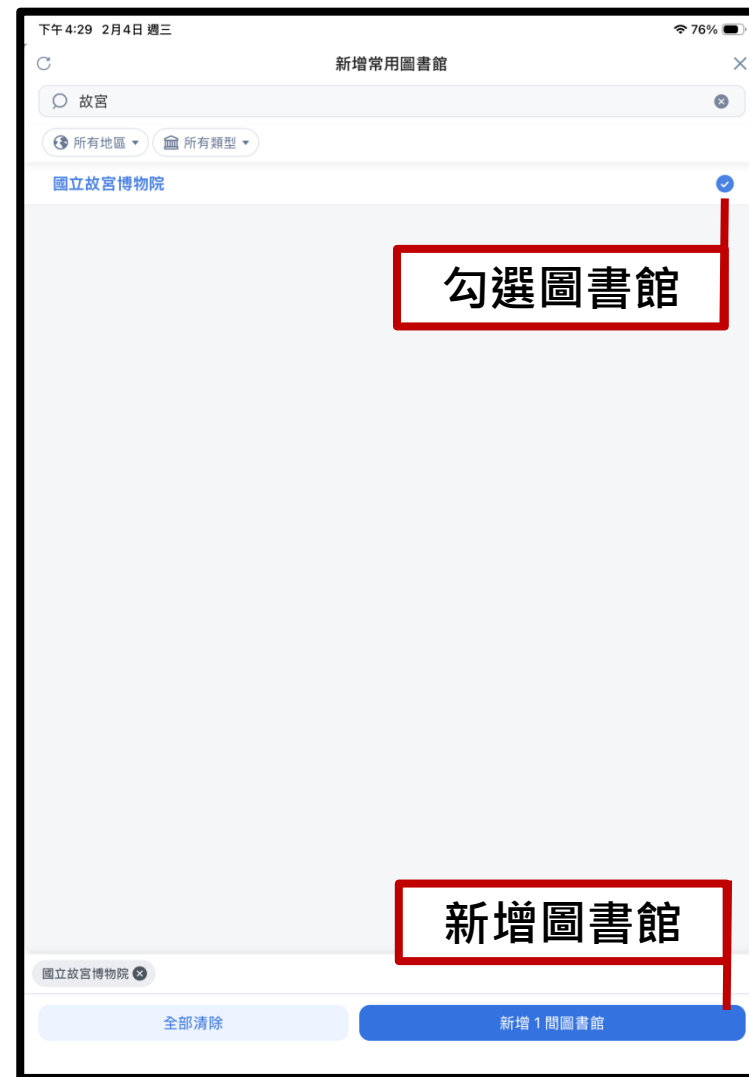 下午4:29 2月4日 週三 76%
新增常用圖書館
故宮
所有地區 所有類型
國立故宮博物院
勾選圖書館
新增圖書館
國立故宮博物院
全部清除 新增 1 間圖書館